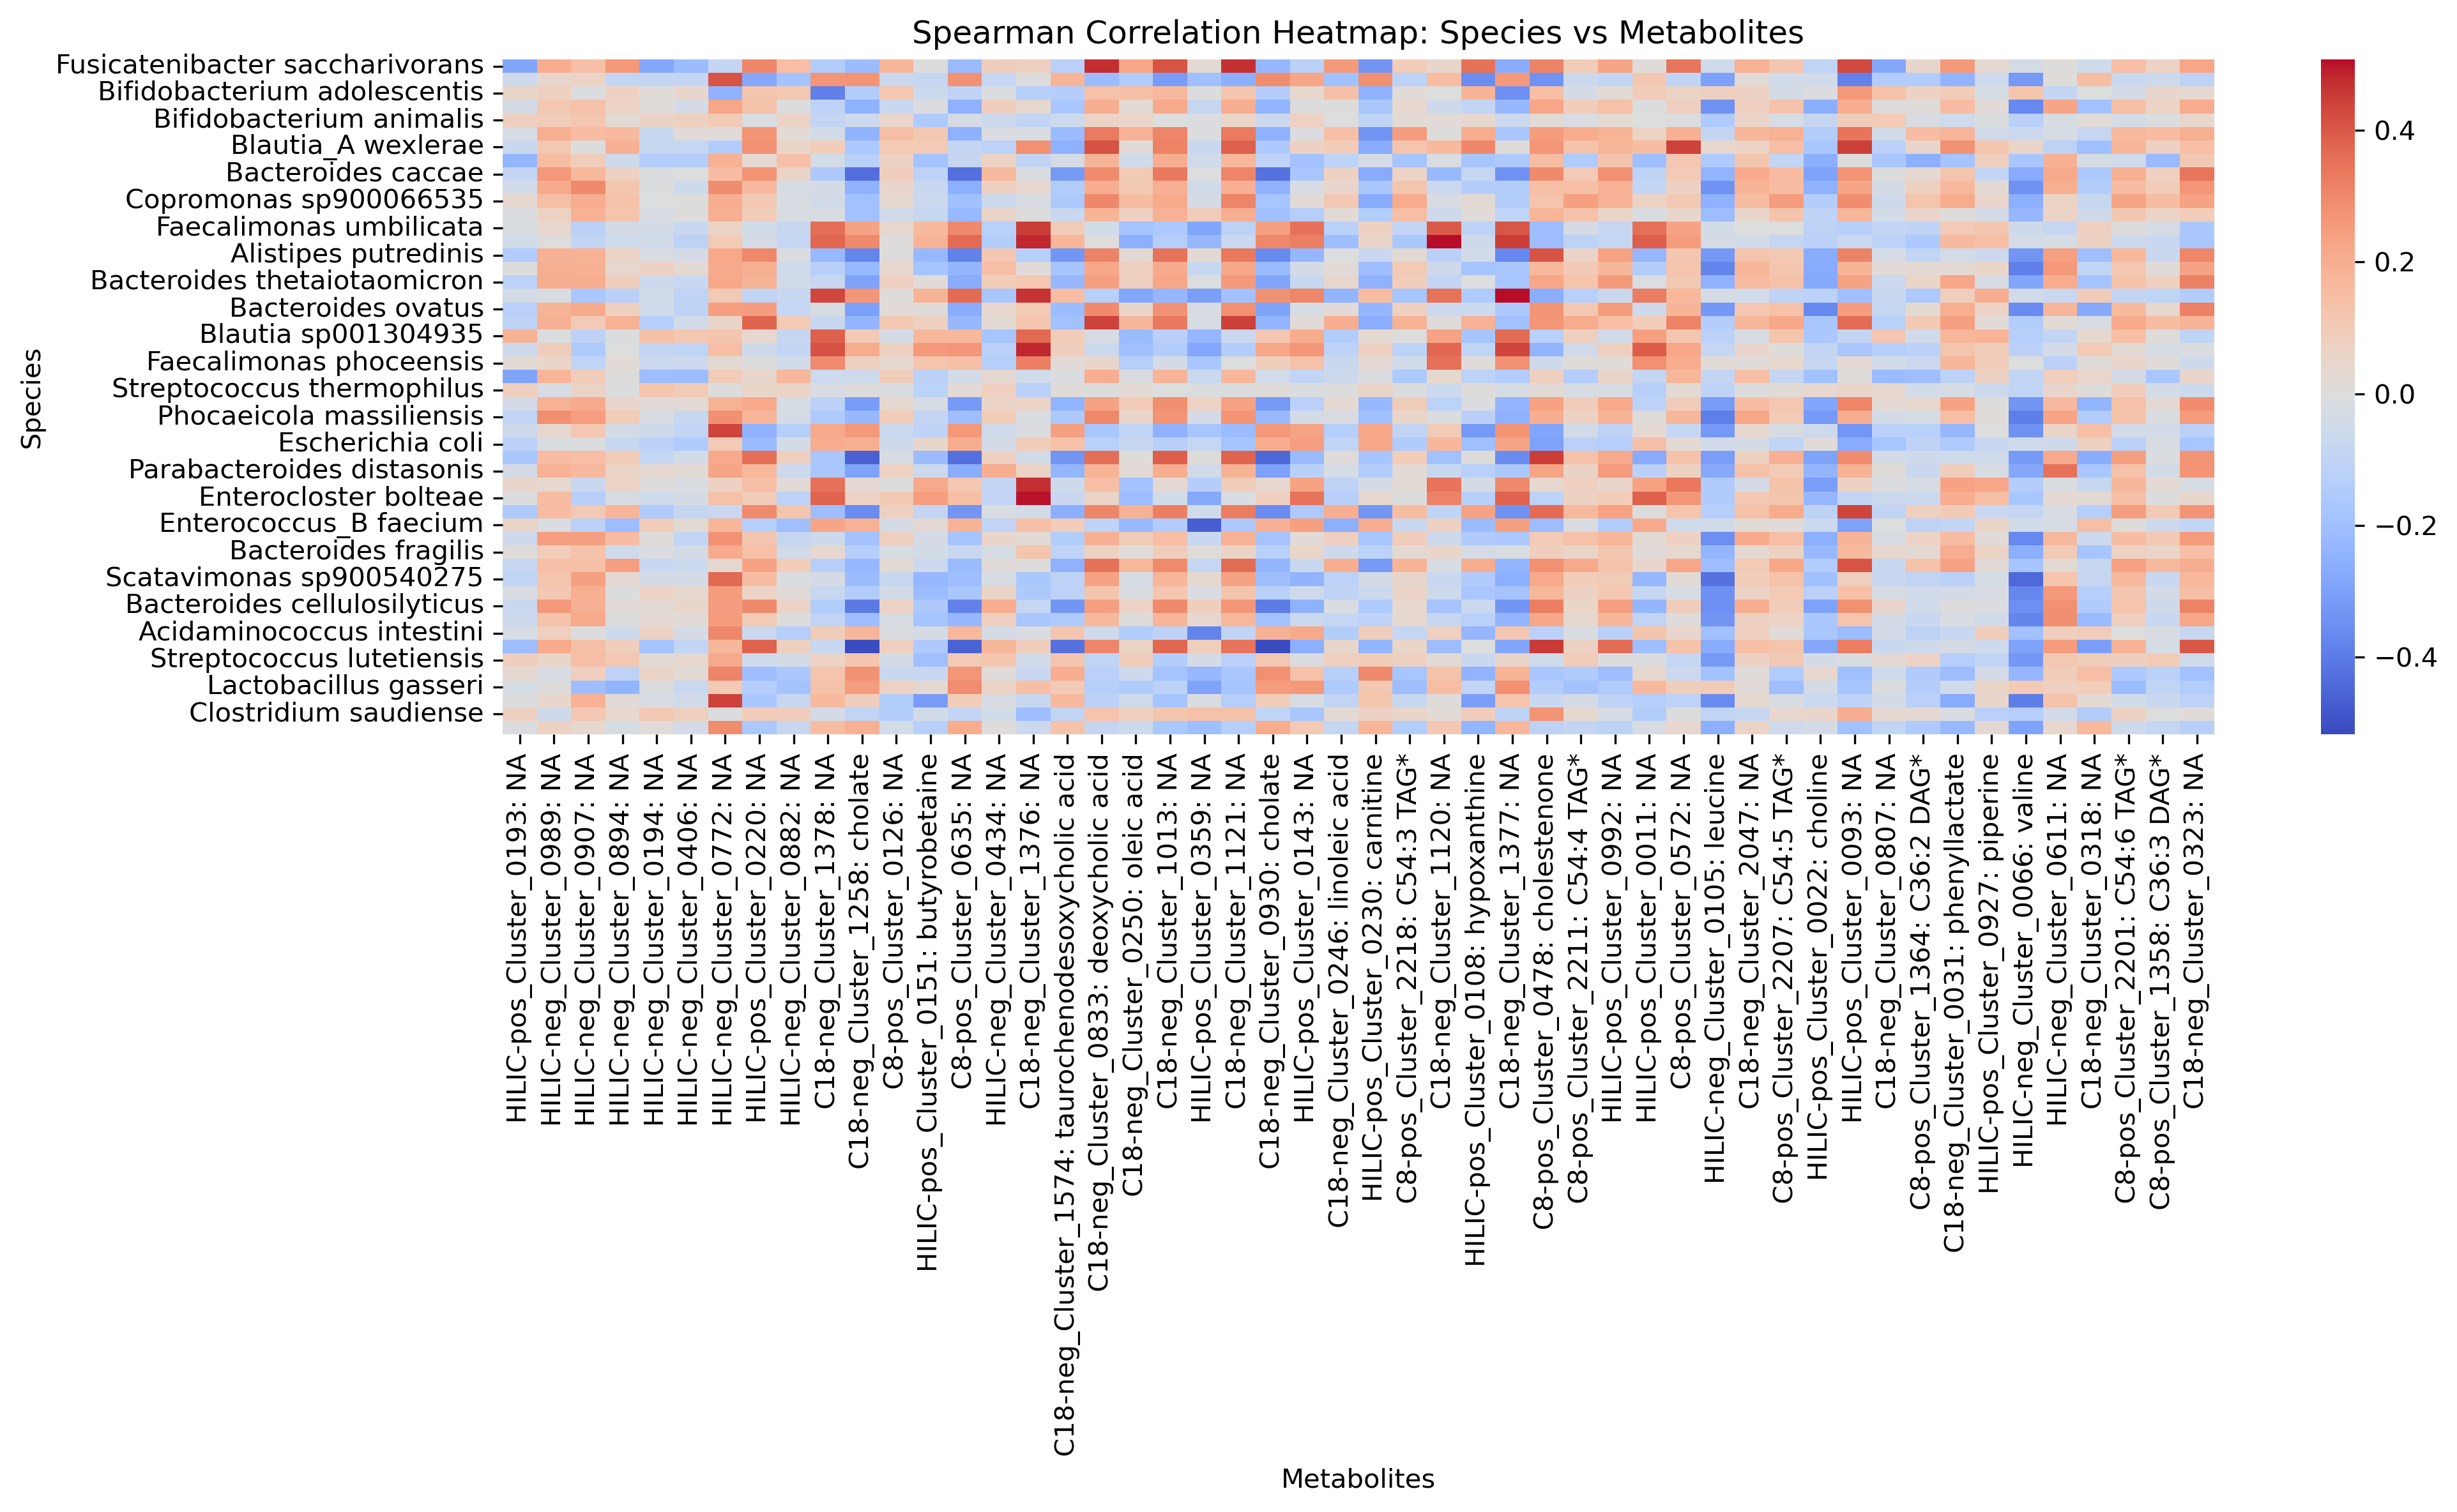 Spearman Correlation Heatmap: Species vs Metabolites
Species
Fusicatenibacter saccharivorans
Bifidobacterium adolescentis
Bifidobacterium animalis
Blautia_A wexlerae
Bacteroides caccae
Copromonas sp900066535
Faecalimonas umbilicata
Alistipes putredinis
Bacteroides thetaiotaomicron
Bacteroides ovatus
Blautia sp001304935
Faecalimonas phoceensis
Streptococcus thermophilus
Phocaeicola massiliensis
Escherichia coli
Parabacteroides distasonis
Enterocloster bolteae
Enterococcus_B faecium
Bacteroides fragilis
Scatavimonas sp900540275
Bacteroides cellulosilyticus
Acidaminococcus intestini
Streptococcus lutetiensis
Lactobacillus gasseri
Clostridium saudiense
HILIC-pos_Cluster_0193: NA
HILIC-neg_Cluster_0989: NA
HILIC-neg_Cluster_0907: NA
HILIC-neg_Cluster_0894: NA
HILIC-neg_Cluster_0194: NA
HILIC-neg_Cluster_0406: NA
HILIC-neg_Cluster_0772: NA
HILIC-pos_Cluster_0220: NA
HILIC-neg_Cluster_0882: NA
C18-neg_Cluster_1378: NA
C18-neg_Cluster_1258: cholate
C8-pos_Cluster_0126: NA
HILIC-pos_Cluster_0151: butyrobetaine
C8-pos_Cluster_0635: NA
HILIC-neg_Cluster_0434: NA
C18-neg_Cluster_1376: NA
C18-neg_Cluster_1574: taurochenodesoxycholic acid
C18-neg_Cluster_0833: deoxycholic acid
C18-neg_Cluster_0250: oleic acid
C18-neg_Cluster_1013: NA
HILIC-pos_Cluster_0359: NA
C18-neg_Cluster_1121: NA
C18-neg_Cluster_0930: cholate
HILIC-pos_Cluster_0143: NA
C18-neg_Cluster_0246: linoleic acid
HILIC-pos_Cluster_0230: carnitine
C8-pos_Cluster_2218: C54:3 TAG*
C18-neg_Cluster_1120: NA
HILIC-pos_Cluster_0108: hypoxanthine
C18-neg_Cluster_1377: NA
C8-pos_Cluster_0478: cholestenone
C8-pos_Cluster_2211: C54:4 TAG*
HILIC-pos_Cluster_0992: NA
HILIC-pos_Cluster_0011: NA
C8-pos_Cluster_0572: NA
HILIC-neg_Cluster_0105: leucine
C18-neg_Cluster_2047: NA
C8-pos_Cluster_2207: C54:5 TAG*
HILIC-pos_Cluster_0022: choline
HILIC-pos_Cluster_0093: NA
C18-neg_Cluster_0807: NA
C8-pos_Cluster_1364: C36:2 DAG*
C18-neg_Cluster_0031: phenyllactate
HILIC-pos_Cluster_0927: piperine
HILIC-neg_Cluster_0066: valine
HILIC-neg_Cluster_0611: NA
C18-neg_Cluster_0318: NA
C8-pos_Cluster_2201: C54:6 TAG*
C8-pos_Cluster_1358: C36:3 DAG*
C18-neg_Cluster_0323: NA
Metabolites
0.4
0.2
0.0
−0.2
−0.4